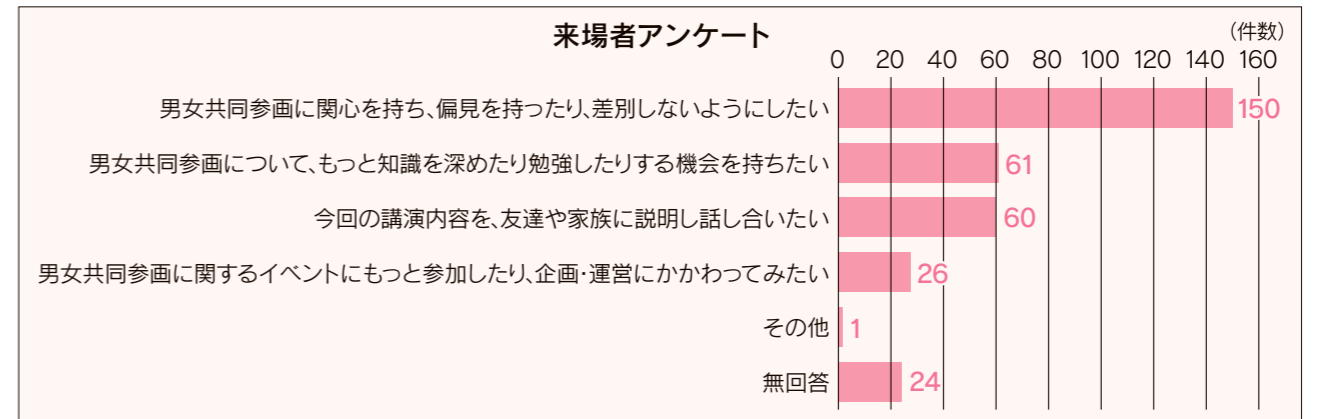 来場者アンケート
（件数）
0 20 40 60 80 100 120 140 160
男女共同参画に関心を持ち、偏見を持ったり、差別しないようにしたい 150
男女共同参画について、もっと知識を深めたり勉強したりする機会を持ちたい 61
今回の講演内容を、友達や家族に説明し話し合いたい 60
男女共同参画に関するイベントにもっと参加したり、企画・運営にかかわってみたい 26
その他 1
無回答 24